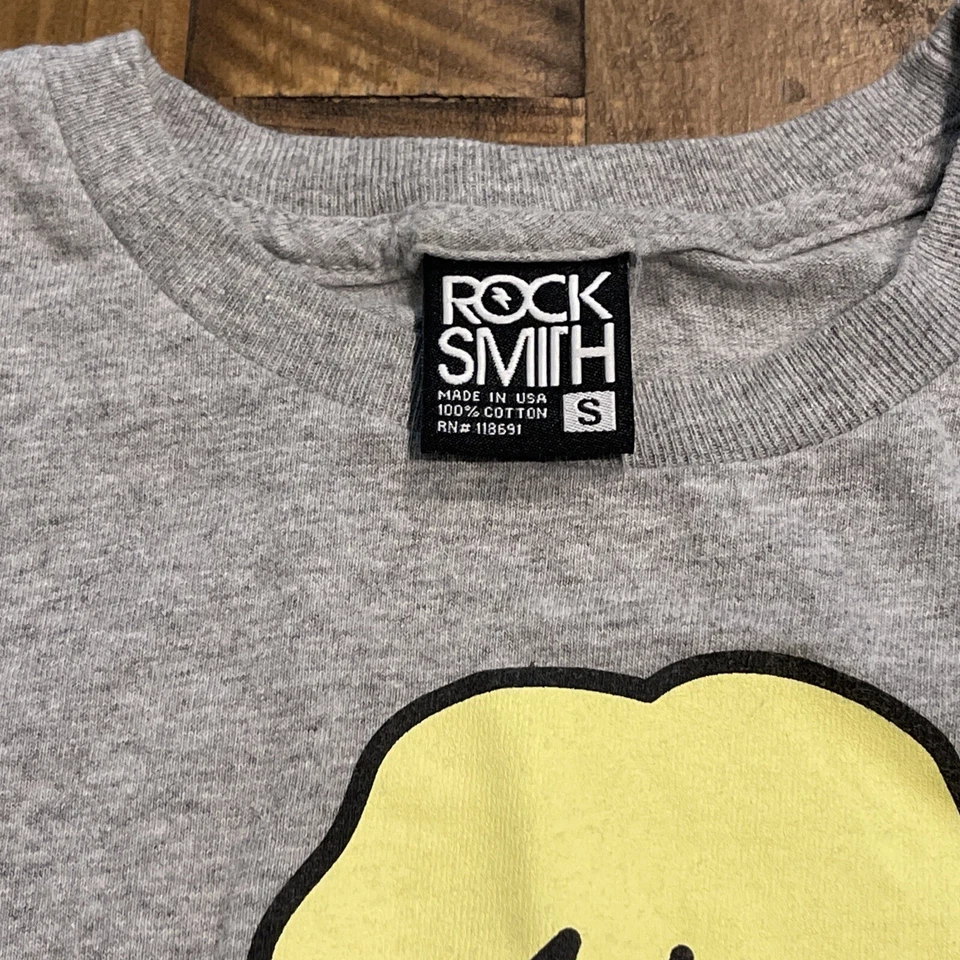 ROCK
SMITH
MADE IN USA
100% COTTON
RN# 118691
S